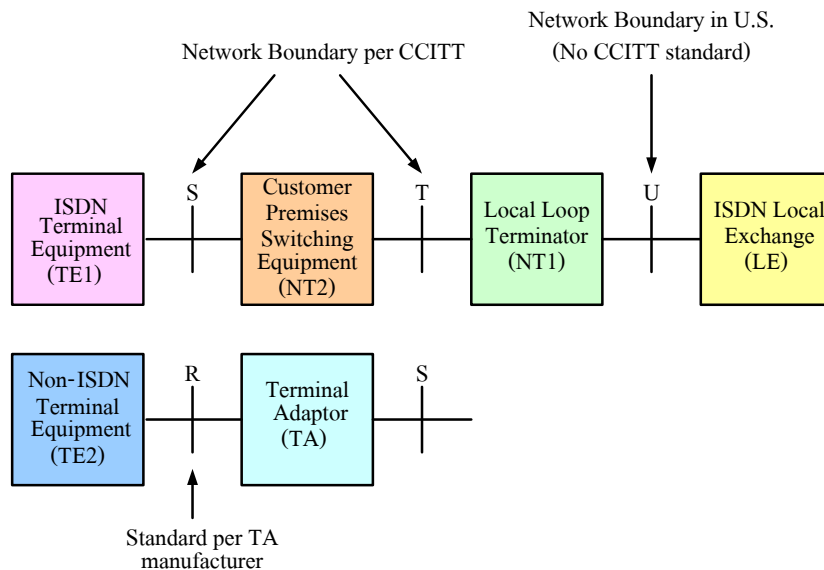 Network Boundary per CCITT
Network Boundary in U.S.
(No CCITT standard)
ISDN
Terminal
Equipment
(TE1)
S
Customer
Premises
Switching
Equipment
(NT2)
T
Local Loop
Terminator
(NT1)
U
ISDN Local
Exchange
(LE)
Non-ISDN
Terminal
Equipment
(TE2)
R
Terminal
Adaptor
(TA)
S
Standard per TA
manufacturer